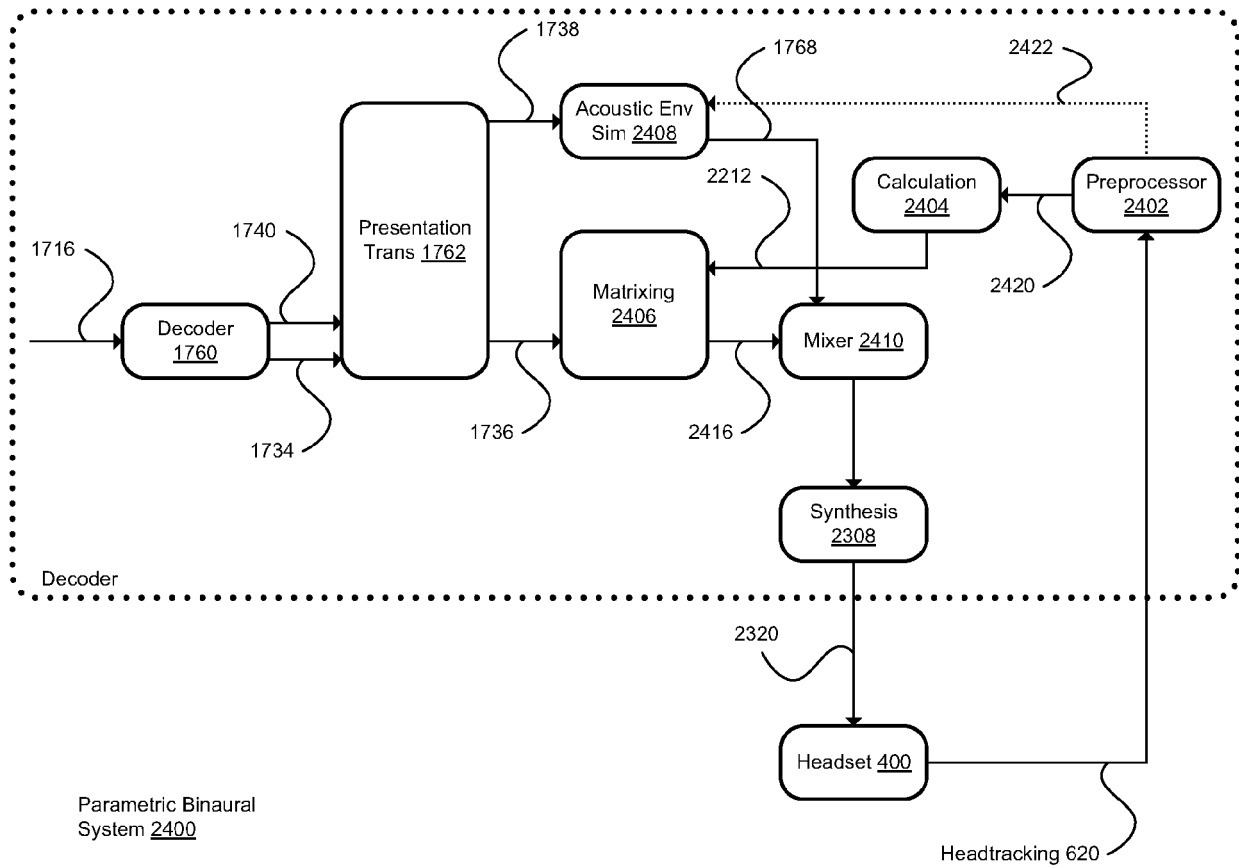 1738
1768
2422
Acoustic Env
Sim 2408
2212
Calculation
2404
Preprocessor
2402
Presentation
Trans 1762
1740
1716
2420
Matrixing
2406
Decoder
1760
Mixer 2410
1734
1736
2416
Synthesis
2308
Decoder
2320
Headset 400
Parametric Binaural
System 2400
Headtracking 620